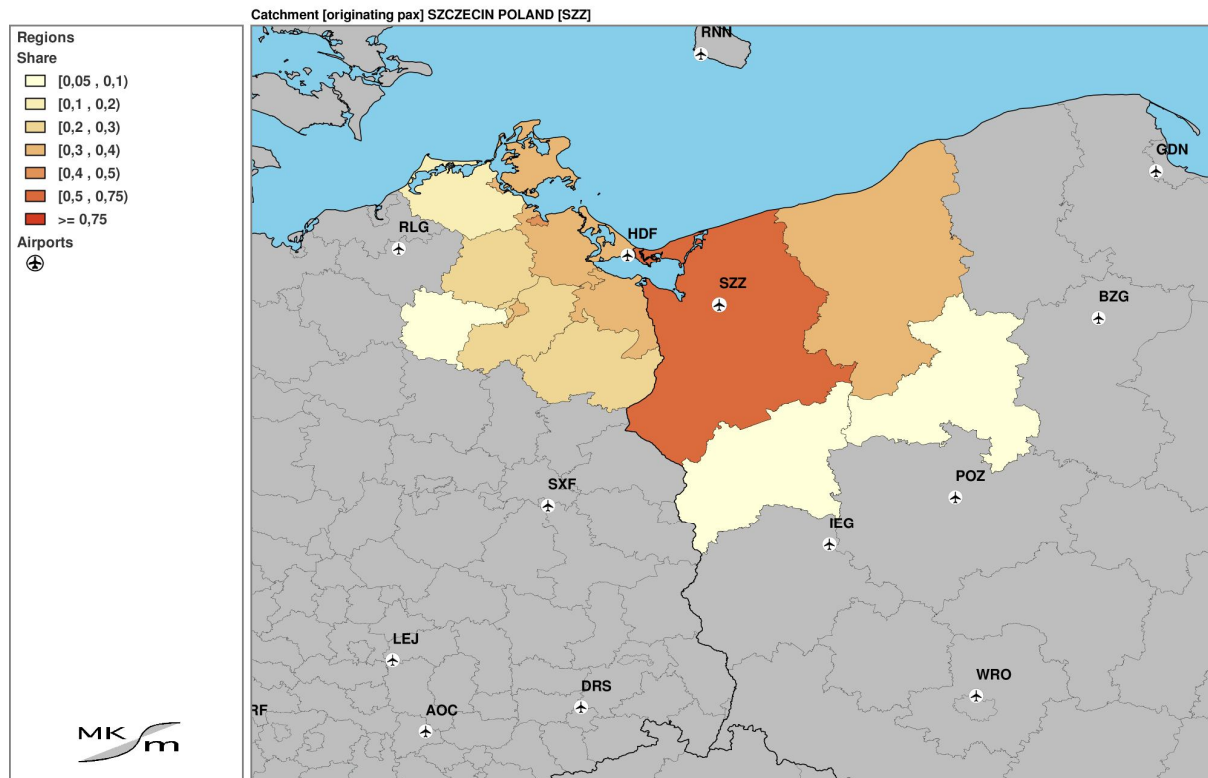 Catchment [originating pax] SZCZECIN POLAND [SZZ]
Regions
Share
[0,05 , 0,1)
[0,1 , 0,2)
[0,2 , 0,3)
[0,3 , 0,4)
[0,4 , 0,5)
[0,5 , 0,75)
>= 0,75
Airports
RNN
GDN
RLG
HDF
SZZ
BZG
SXF
POZ
IEG
LEJ
DRS
WRO
RF
AOC
MK
m